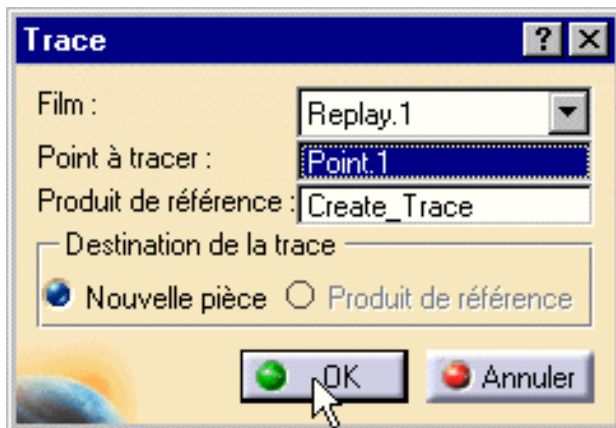 Trace
?
Film :
Replay.1
Point à tracer :
Point.1
Produit de référence :
Create_Trace
Destination de la trace
Nouvelle pièce
Produit de référence
OK
Annuler